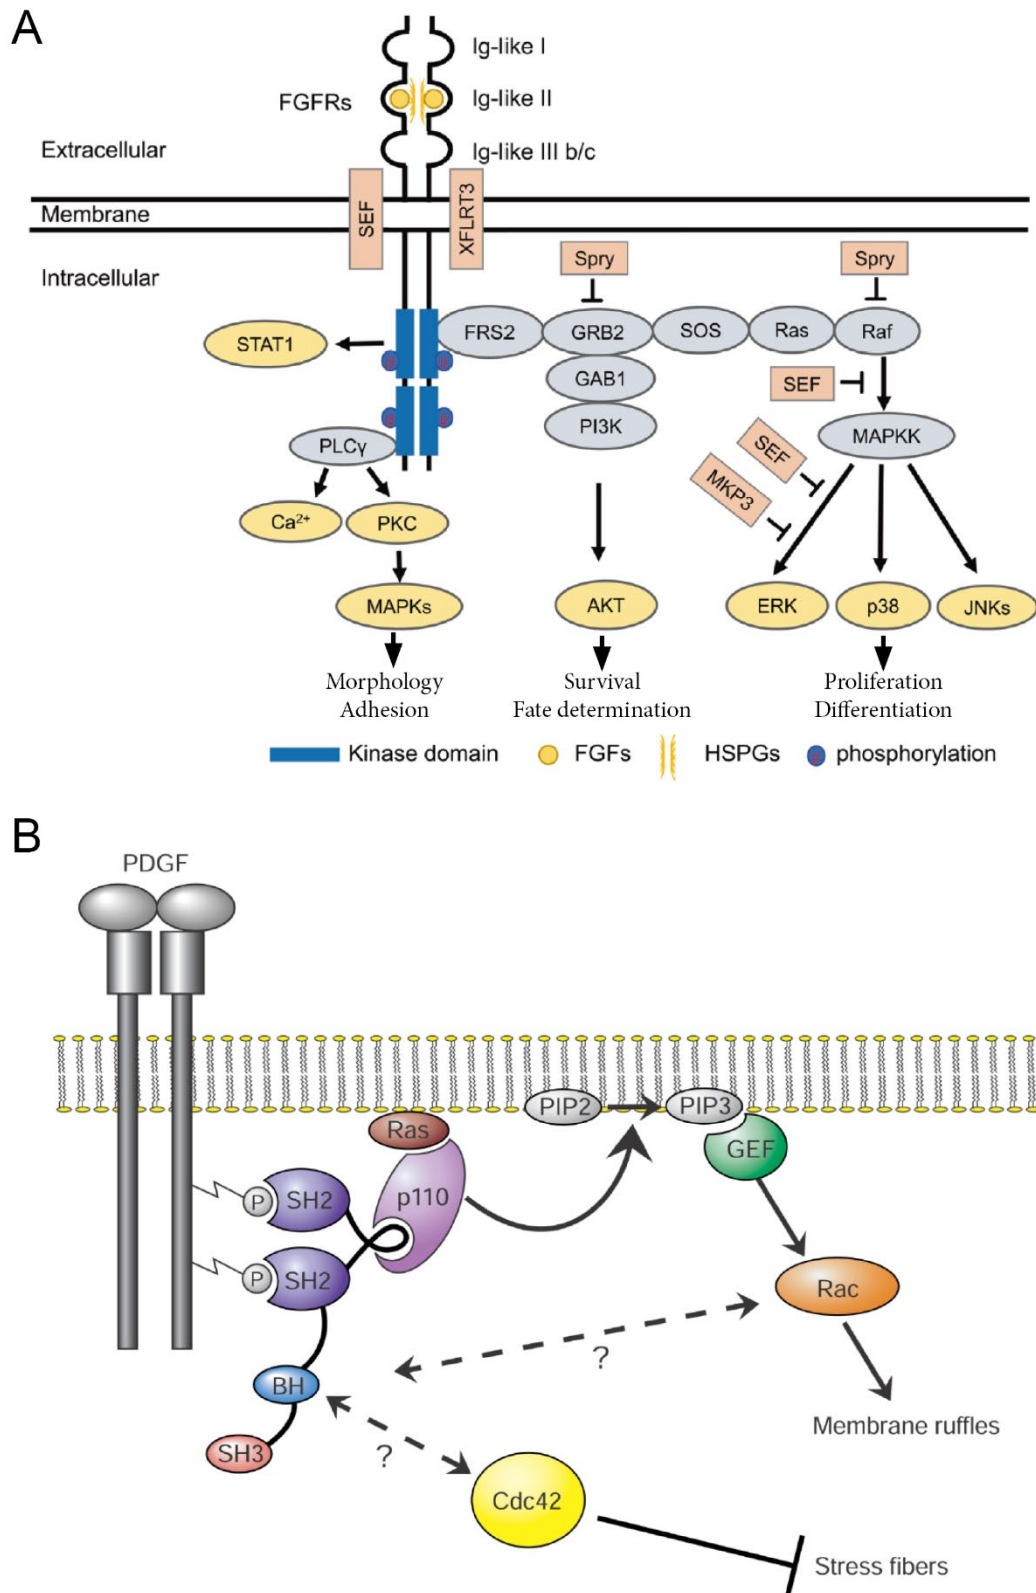 A
Ig-like I
FGFRs
Ig-like II
Extracellular
Ig-like III b/c
SEF
XFLRT3
Membrane
Intracellular
Spry
Spry
STAT1
FRS2
GRB2
SOS
Ras
Raf
p
p
GAB1
SEF
p
p
PI3K
PLCγ
MAPKK
SEF
MKP3
Ca²⁺
PKC
MAPKs
AKT
ERK
p38
JNKs
Morphology
Adhesion
Survival
Fate determination
Proliferation
Differentiation
Kinase domain
FGFs
HSPGs
p
phosphorylation
B
PDGF
PIP2
PIP3
Ras
GEF
P
SH2
p110
P
SH2
Rac
?
BH
Membrane ruffles
SH3
?
Cdc42
Stress fibers